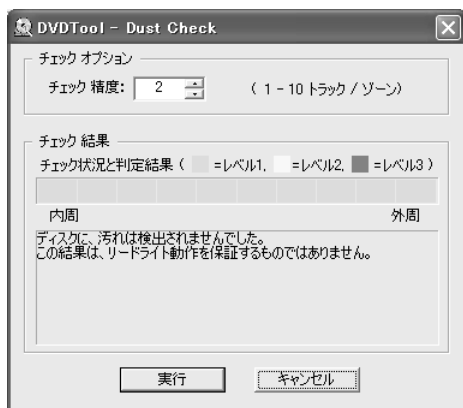 DVDTool - Dust Check
チェック オプション
チェック 精度: 2 ( 1 - 10 トラック / ゾーン)
チェック 結果
チェック状況と判定結果 ( =レベル1, =レベル2, =レベル3 )
内周 外周
ディスクに、汚れは検出されませんでした。
この結果は、リードライト動作を保証するものではありません。
実行 キャンセル